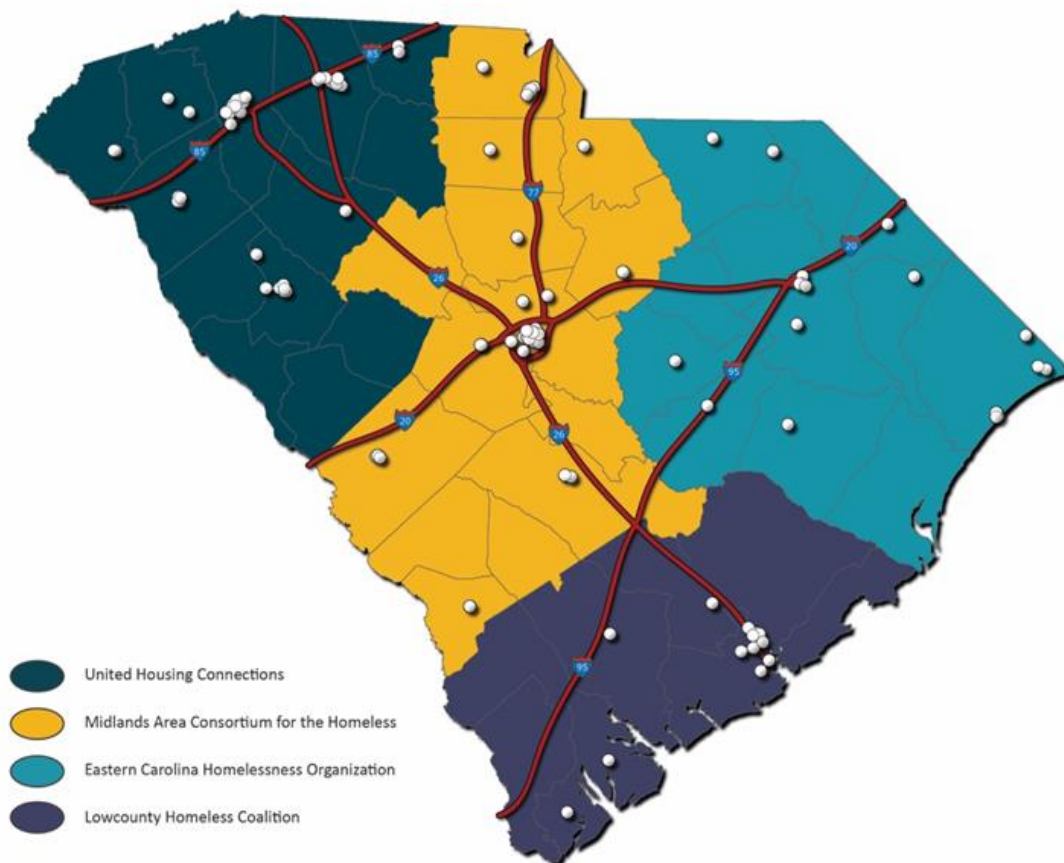 85
85
77
20
26
95
20
26
95
United Housing Connections
Midlands Area Consortium for the Homeless
Eastern Carolina Homelessness Organization
Lowcounty Homeless Coalition